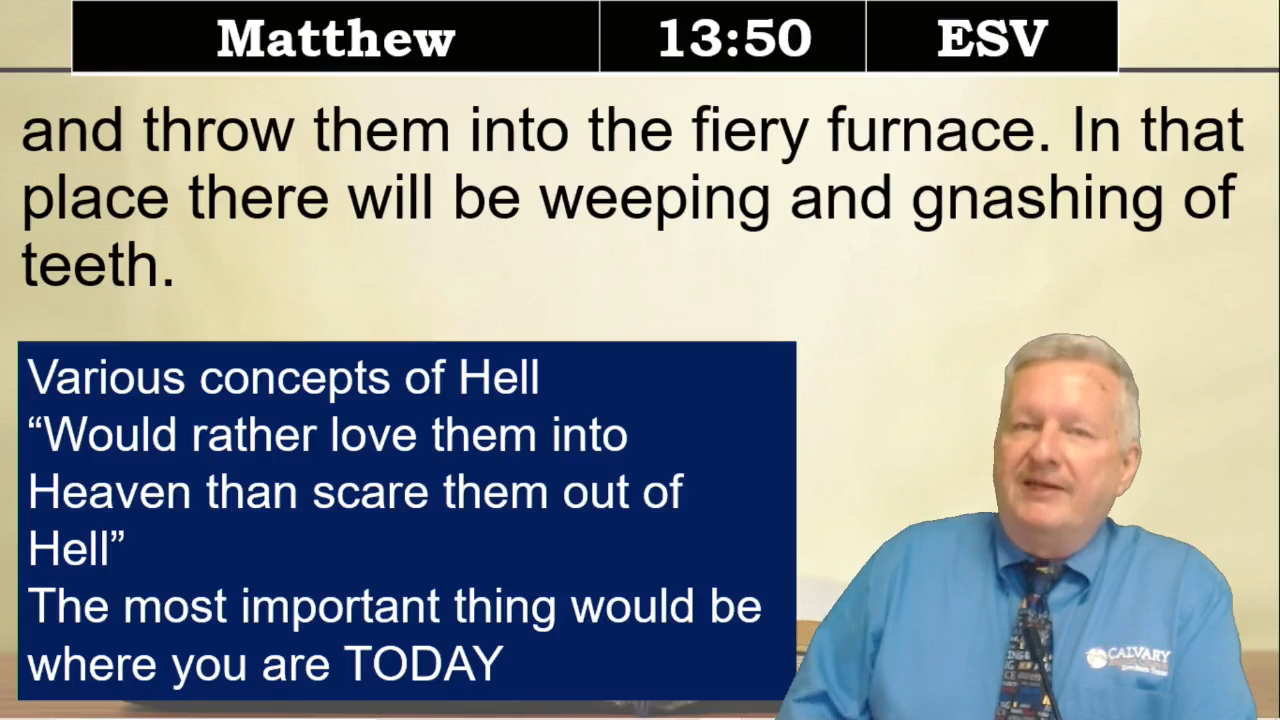 Matthew 13:50 ESV
and throw them into the fiery furnace. In that
place there will be weeping and gnashing of
teeth.
Various concepts of Hell
“Would rather love them into
Heaven than scare them out of
Hell”
The most important thing would be
where you are TODAY
CALVARY